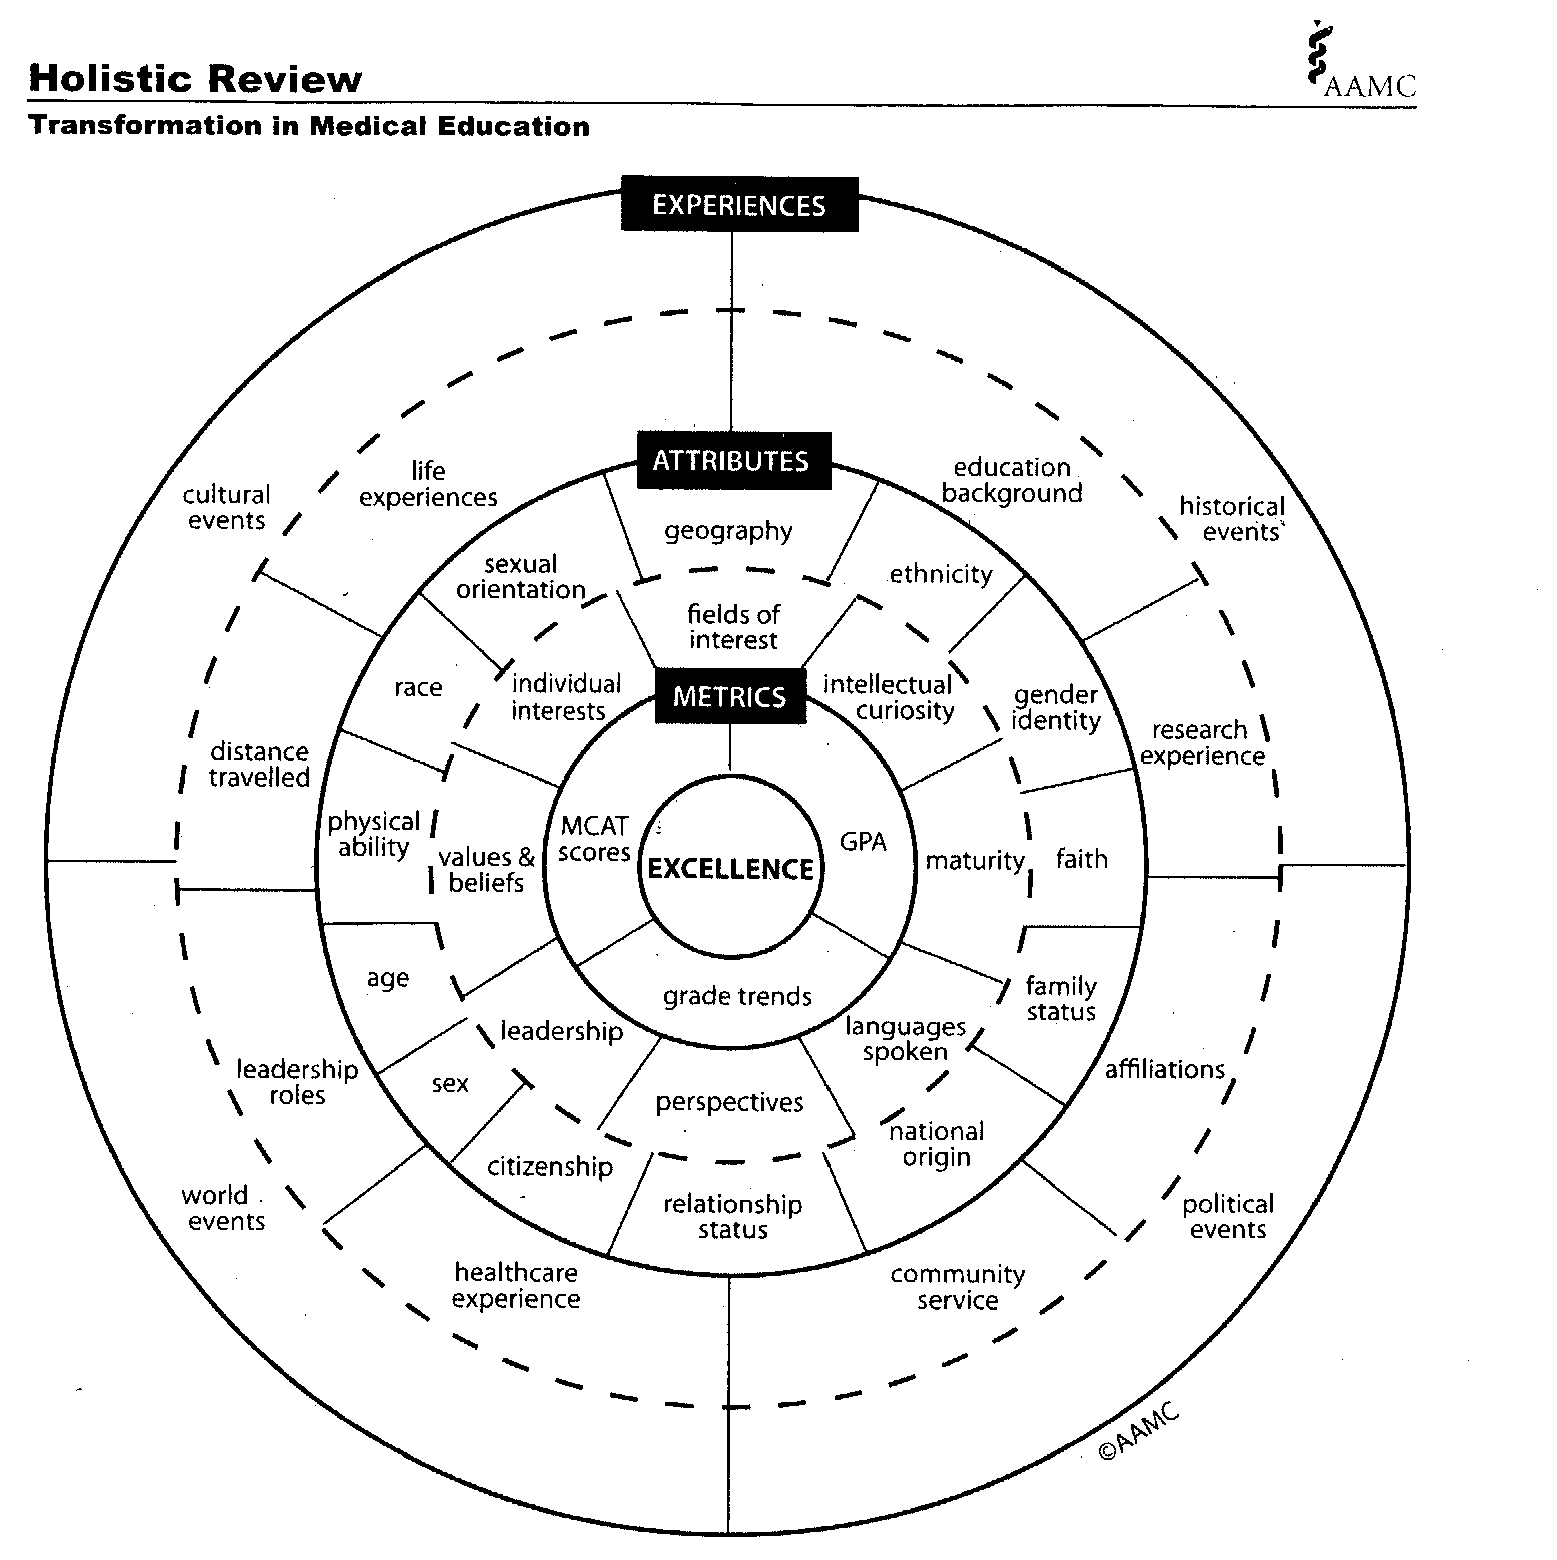 AAMC
Holistic Review
Transformation in Medical Education
EXPERIENCES
cultural
events
historical
events
world
events
political
events
life
experiences
education
background
distance
travelled
research
experience
leadership
roles
affiliations
healthcare
experience
community
service
ATTRIBUTES
geography
sexual
orientation
ethnicity
race
gender
identity
physical
ability
faith
age
family
status
sex
national
origin
citizenship
relationship
status
fields of
interest
individual
interests
intellectual
curiosity
values &
beliefs
maturity
leadership
languages
spoken
perspectives
METRICS
MCAT
scores
GPA
grade trends
EXCELLENCE
©AAMC